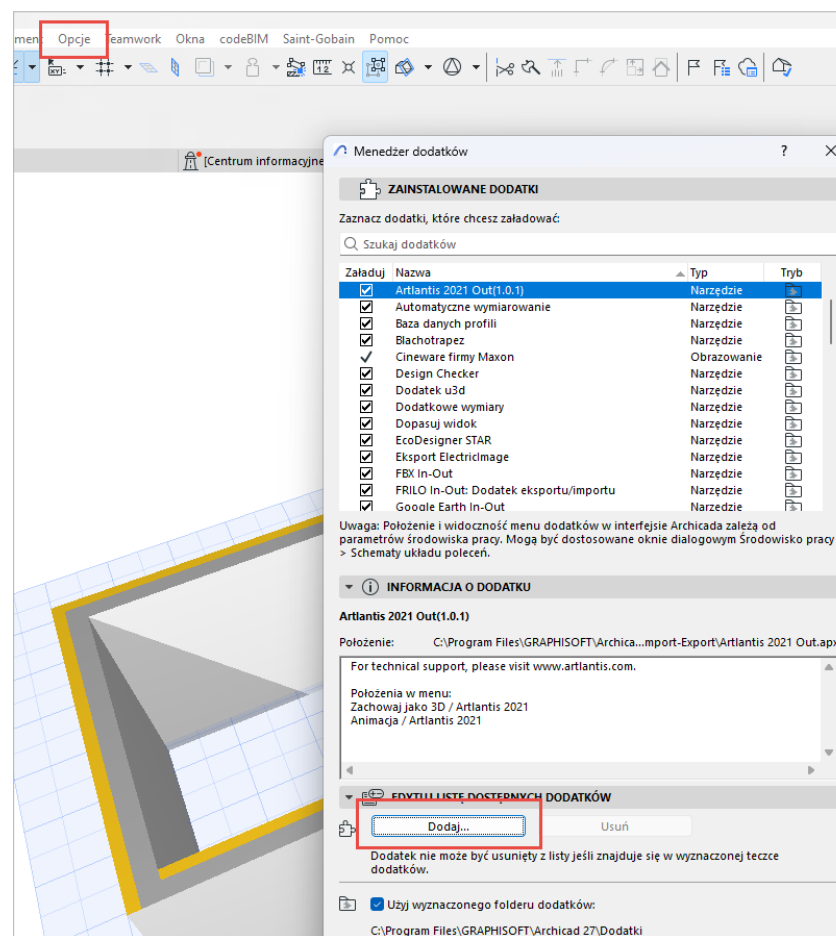 ment Opcje Teamwork Okna codeBIM Saint-Gobain Pomoc
[Centrum informacyjne
Menedżer dodatków
ZAINSTALOWANE DODATKI
Zaznacz dodatki, które chcesz załadować:
Szukaj dodatków
Załaduj Nazwa Typ Tryb
Artlantis 2021 Out(1.0.1) Narzędzie
Automatyczne wymiarowanie Narzędzie
Baza danych profili Narzędzie
Blachotrapez Narzędzie
Cineware firmy Maxon Obrazowanie
Design Checker Narzędzie
Dodatek u3d Narzędzie
Dodatkowe wymiary Narzędzie
Dopasuj widok Narzędzie
EcoDesigner STAR Narzędzie
Eksport ElectricImage Narzędzie
FBX In-Out Narzędzie
FRILO In-Out: Dodatek eksportu/importu Narzędzie
Google Earth In-Out Narzędzie
Uwaga: Położenie i widoczność menu dodatków w interfejsie Archicada zależą od
parametrów środowiska pracy. Mogą być dostosowane oknie dialogowym Środowisko pracy
> Schematy układu poleceń.
INFORMACJA O DODATKU
Artlantis 2021 Out(1.0.1)
Położenie: C:\Program Files\GRAPHISOFT\Archica...mport-Export\Artlantis 2021 Out.apx
For technical support, please visit www.artlantis.com.
Położenia w menu:
Zachowaj jako 3D / Artlantis 2021
Animacja / Artlantis 2021
EDYTUJ LISTĘ DOSTĘPNYCH DODATKÓW
Dodaj... Usuń
Dodatek nie może być usunięty z listy jeśli znajduje się w wyznaczonej teczce
dodatków.
Użyj wyznaczonego folderu dodatków:
C:\Program Files\GRAPHISOFT\Archicad 27\Dodatki